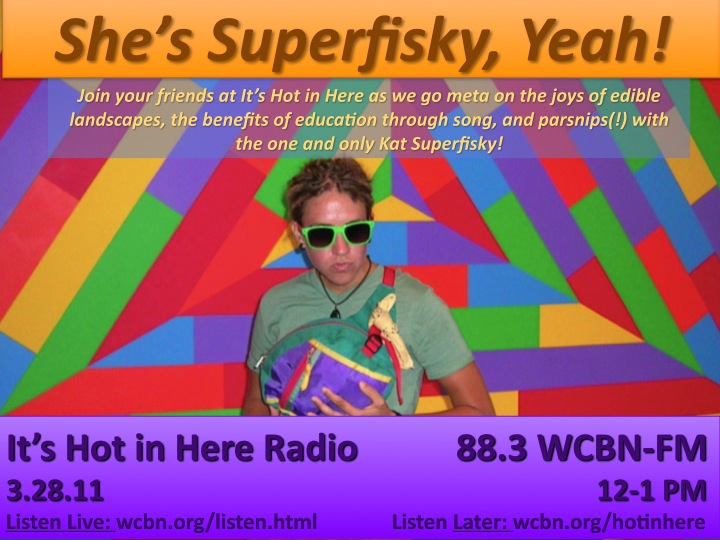 She’s Superfisky, Yeah!
Join your friends at It’s Hot in Here as we go meta on the joys of edible
landscapes, the benefits of education through song, and parsnips(!) with
the one and only Kat Superfisky!
It’s Hot in Here Radio 88.3 WCBN-FM
3.28.11 12-1 PM
Listen Live: wcbn.org/listen.html Listen Later: wcbn.org/hotinhere